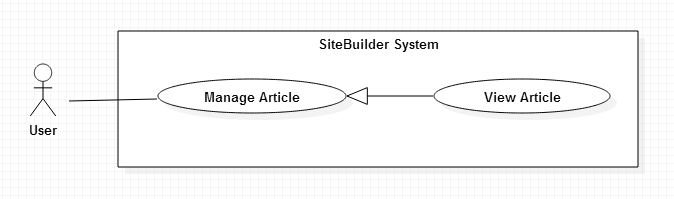 SiteBuilder System
Manage Article
View Article
User